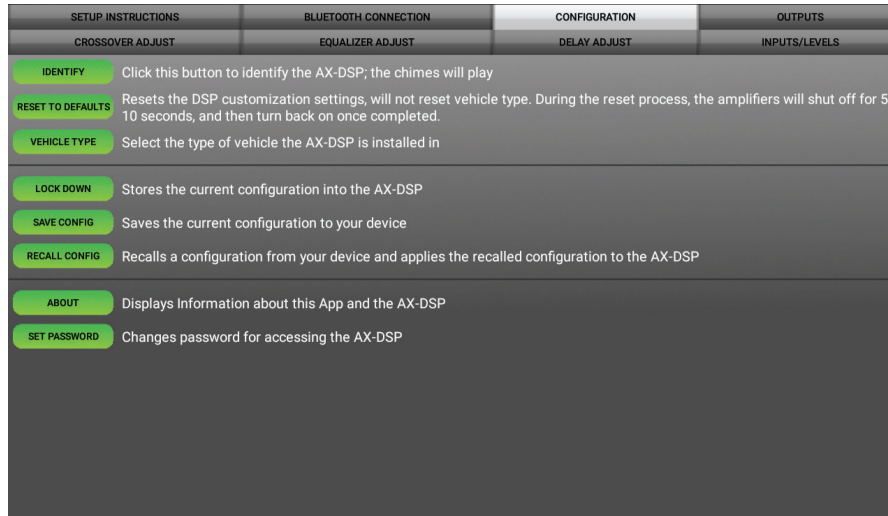 SETUP INSTRUCTIONS BLUETOOTH CONNECTION CONFIGURATION OUTPUTS
CROSSOVER ADJUST EQUALIZER ADJUST DELAY ADJUST INPUTS/LEVELS
IDENTIFY Click this button to identify the AX-DSP; the chimes will play
RESET TO DEFAULTS Resets the DSP customization settings, will not reset vehicle type. During the reset process, the amplifiers will shut off for 5
10 seconds, and then turn back on once completed.
VEHICLE TYPE Select the type of vehicle the AX-DSP is installed in
LOCK DOWN Stores the current configuration into the AX-DSP
SAVE CONFIG Saves the current configuration to your device
RECALL CONFIG Recalls a configuration from your device and applies the recalled configuration to the AX-DSP
ABOUT Displays Information about this App and the AX-DSP
SET PASSWORD Changes password for accessing the AX-DSP